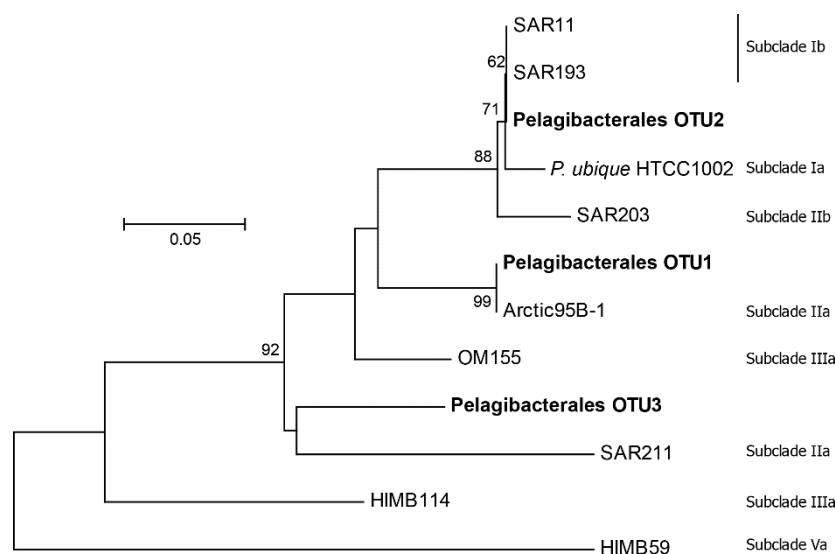 SAR11
Subclade Ib
62
SAR193
71
Pelagibacterales OTU2
88
P. ubique HTCC1002
Subclade Ia
SAR203
Subclade IIb
0.05
Pelagibacterales OTU1
99
Arctic95B-1
Subclade IIa
92
OM155
Subclade IIIa
Pelagibacterales OTU3
SAR211
Subclade IIa
HIMB114
Subclade IIIa
HIMB59
Subclade Va